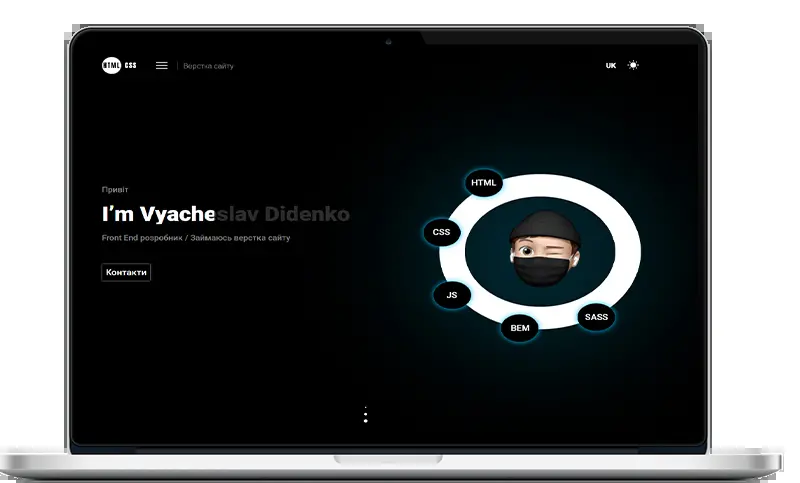 HTML CSS
Верстка сайту
UK
Привіт
I'm Vyacheslav Didenko
Front End розробник / Займаюсь верстка сайту
Контакти
HTML
CSS
JS
BEM
SASS